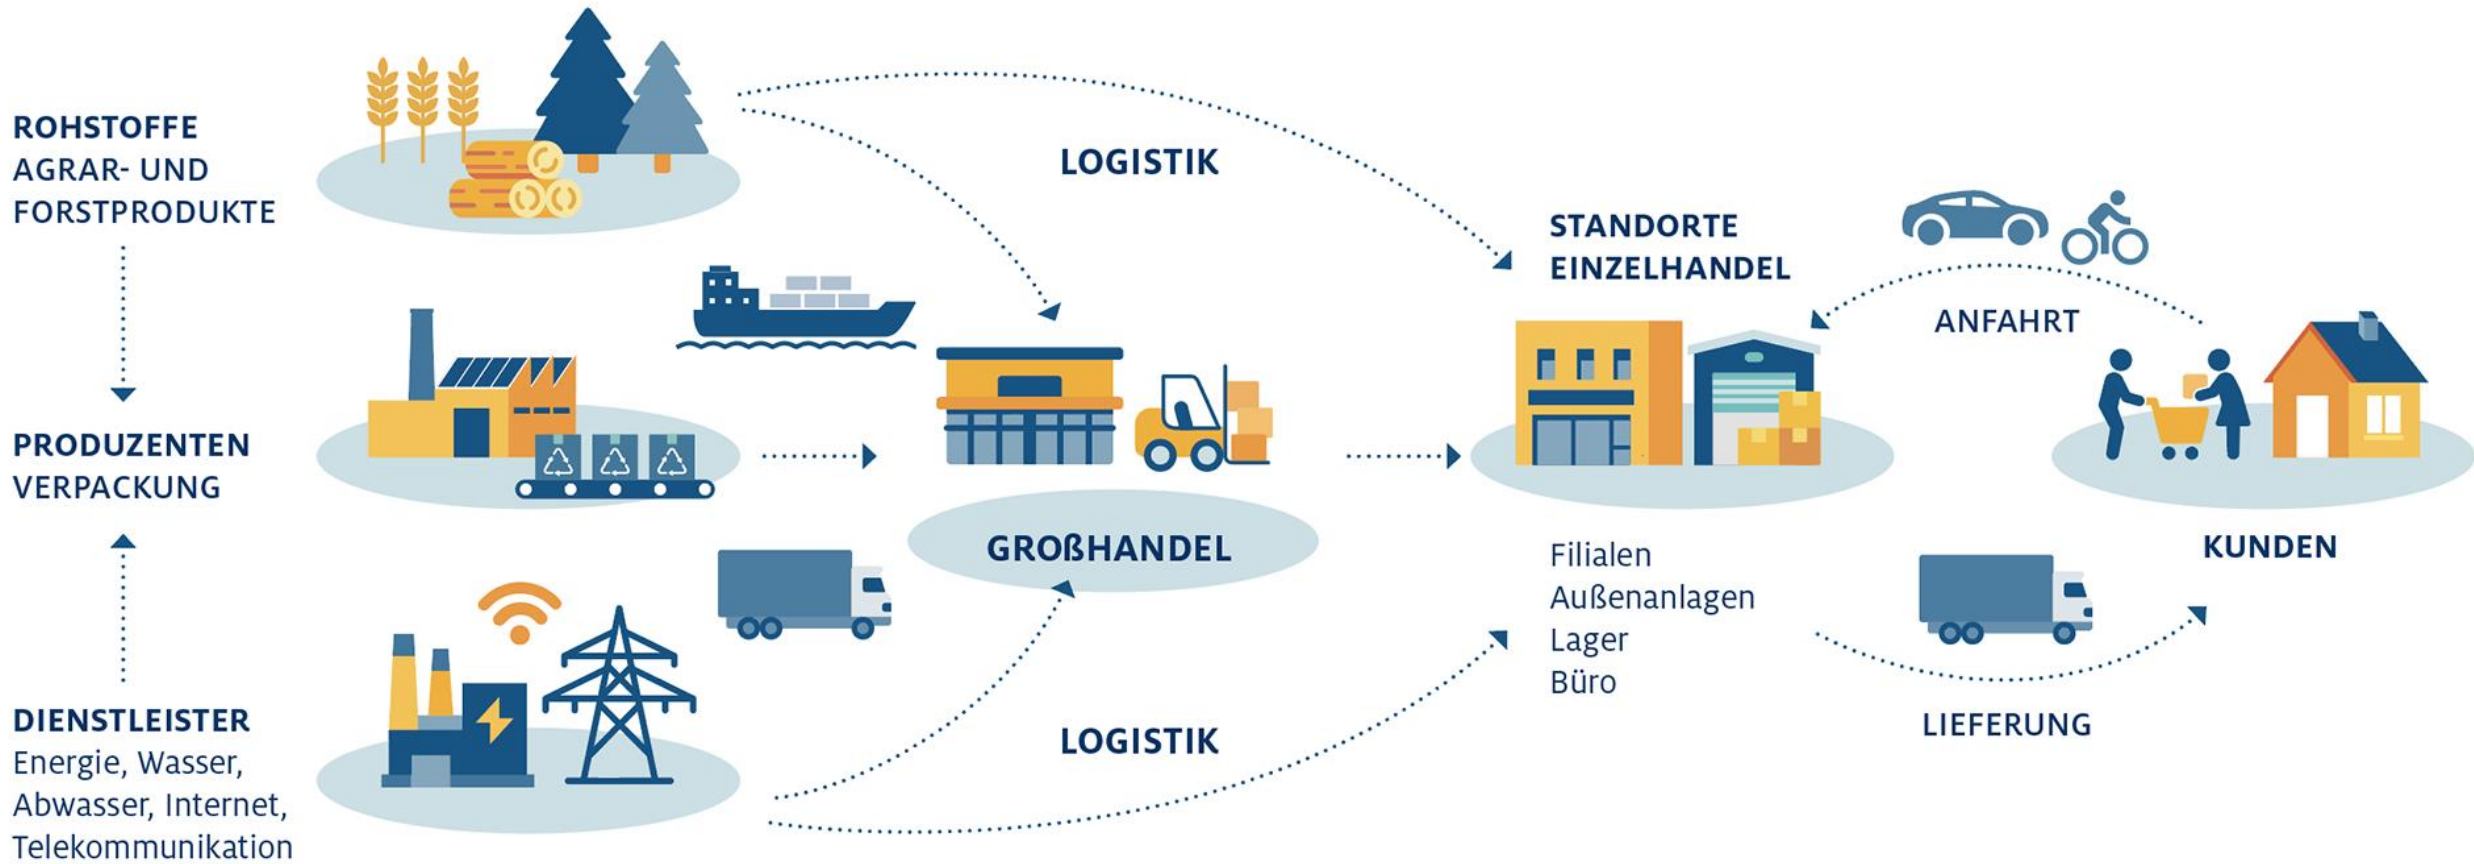 ROHSTOFFE
AGRAR- UND
FORSTPRODUKTE
PRODUZENTEN
VERPACKUNG
DIENSTLEISTER
Energie, Wasser,
Abwasser, Internet,
Telekommunikation
LOGISTIK
GROßHANDEL
LOGISTIK
STANDORTE
EINZELHANDEL
Filialen
Außenanlagen
Lager
Büro
ANFAHRT
KUNDEN
LIEFERUNG